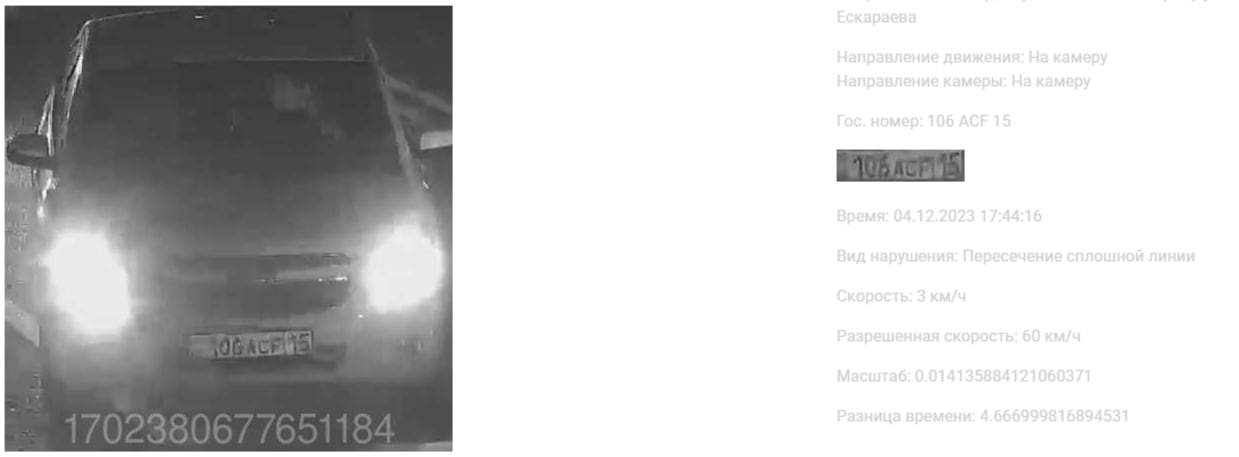 106 ACF 15
1702380677651184
Ескараева
Направление движения: На камеру
Направление камеры: На камеру
Гос. номер: 106 ACF 15
106 ACF 15
Время: 04.12.2023 17:44:16
Вид нарушения: Пересечение сплошной линии
Скорость: 3 км/ч
Разрешенная скорость: 60 км/ч
Масштаб: 0.014135884121060371
Разница времени: 4.666999816894531